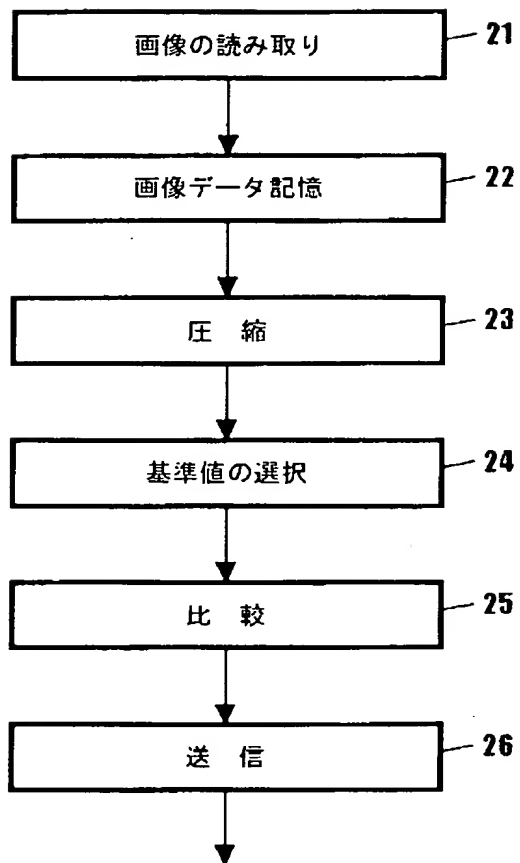 画像の読み取り 21
画像データ記憶 22
圧 縮 23
基準値の選択 24
比 較 25
送 信 26